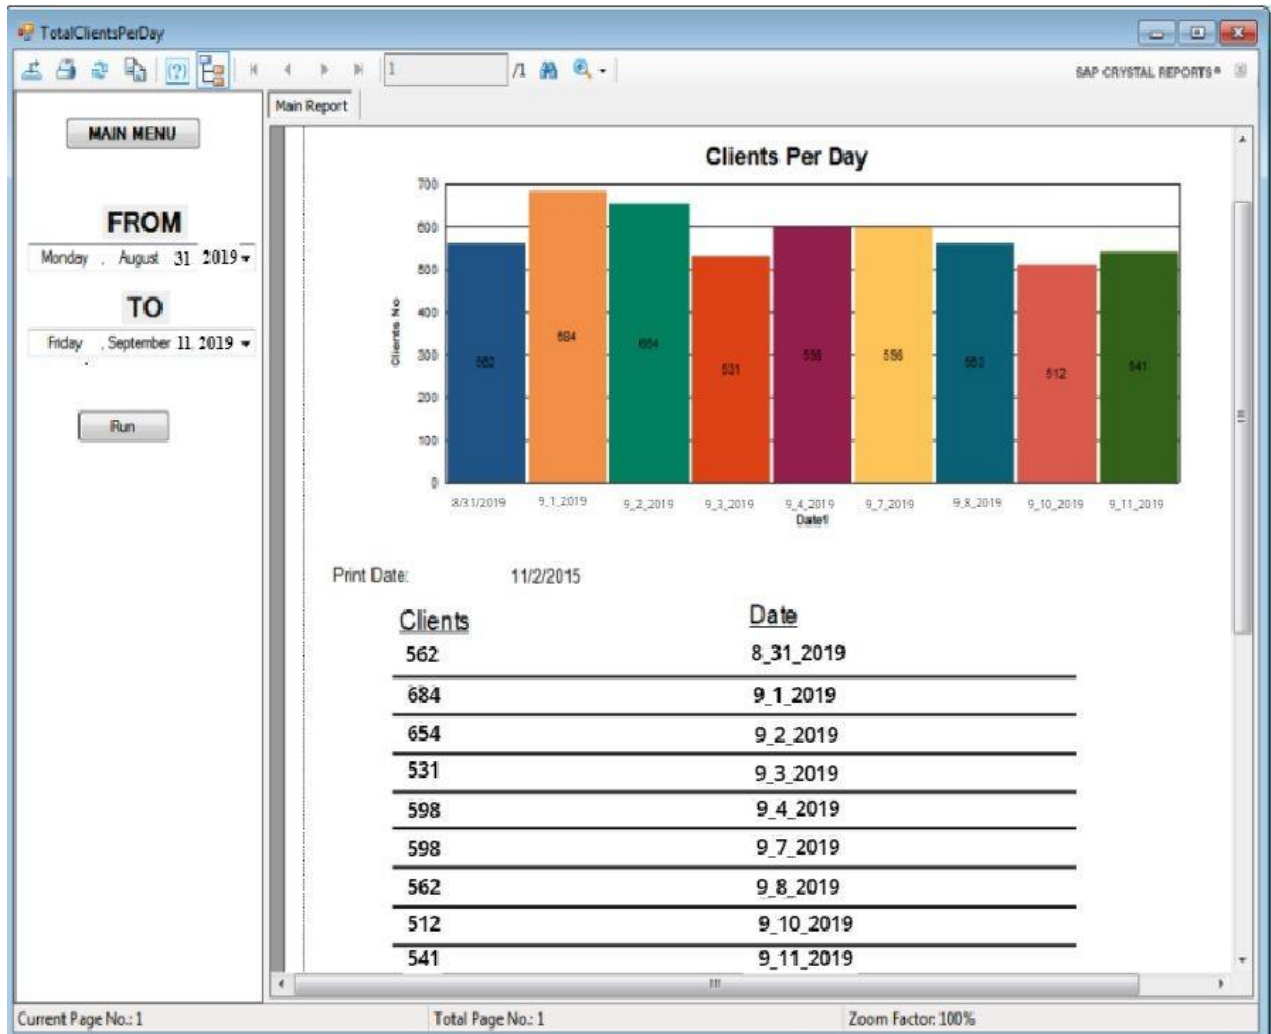 TotalClientsPerDay
1 /1 SAP CRYSTAL REPORTS®
Main Report
MAIN MENU
FROM
Monday , August 31 2019
TO
Friday , September 11 2019
Run
Clients Per Day
700
600
500
400
300
200
100
0
Clients No
562 684 654 531 598 598 562 512 541
8/31/2019 9_1_2019 9_2_2019 9_3_2019 9_4_2019 9_7_2019 9_8_2019 9_10_2019 9_11_2019
Date1
Print Date: 11/2/2015
Clients Date
562 8_31_2019
684 9_1_2019
654 9_2_2019
531 9_3_2019
598 9_4_2019
598 9_7_2019
562 9_8_2019
512 9_10_2019
541 9_11_2019
Current Page No.: 1 Total Page No.: 1 Zoom Factor: 100%